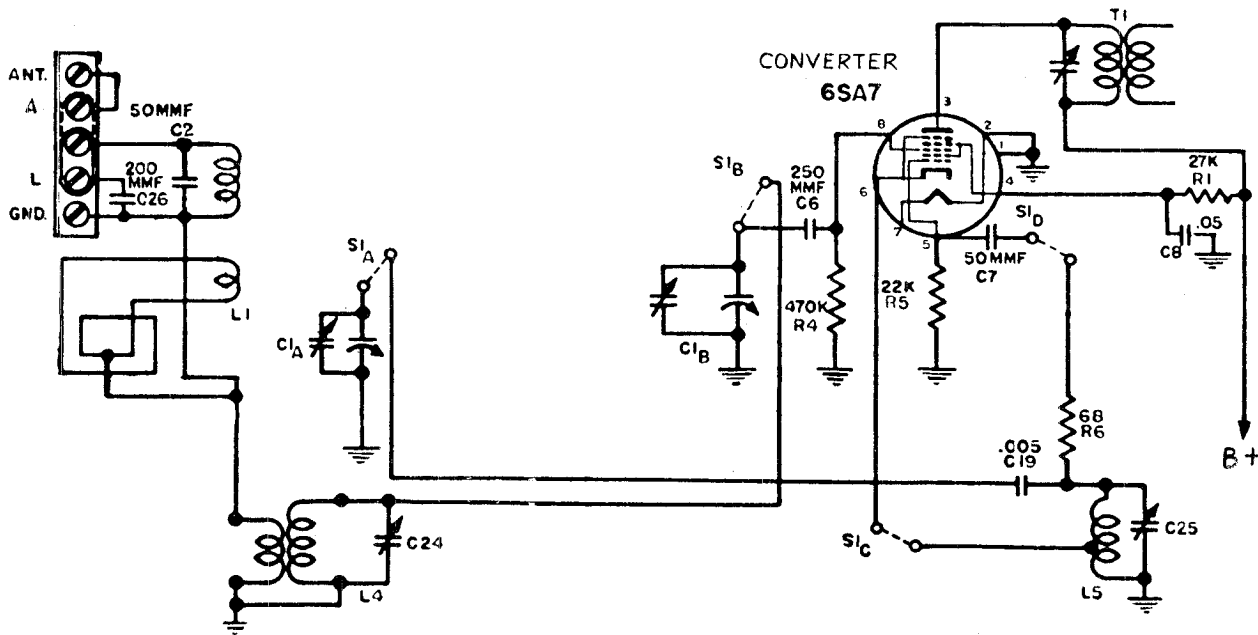 ANT.
A
L
GND.
50MMF
C2
200
MMF
C26
L1
S1A
C1A
L4
C24
S1B
C1B
250
MMF
C6
470K
R4
CONVERTER
6SA7
3
8
2
1
6
4
7
5
22K
R5
50MMF
C7
S1D
S1C
T1
27K
R1
.05
C8
68
R6
.005
C19
B+
C25
L5